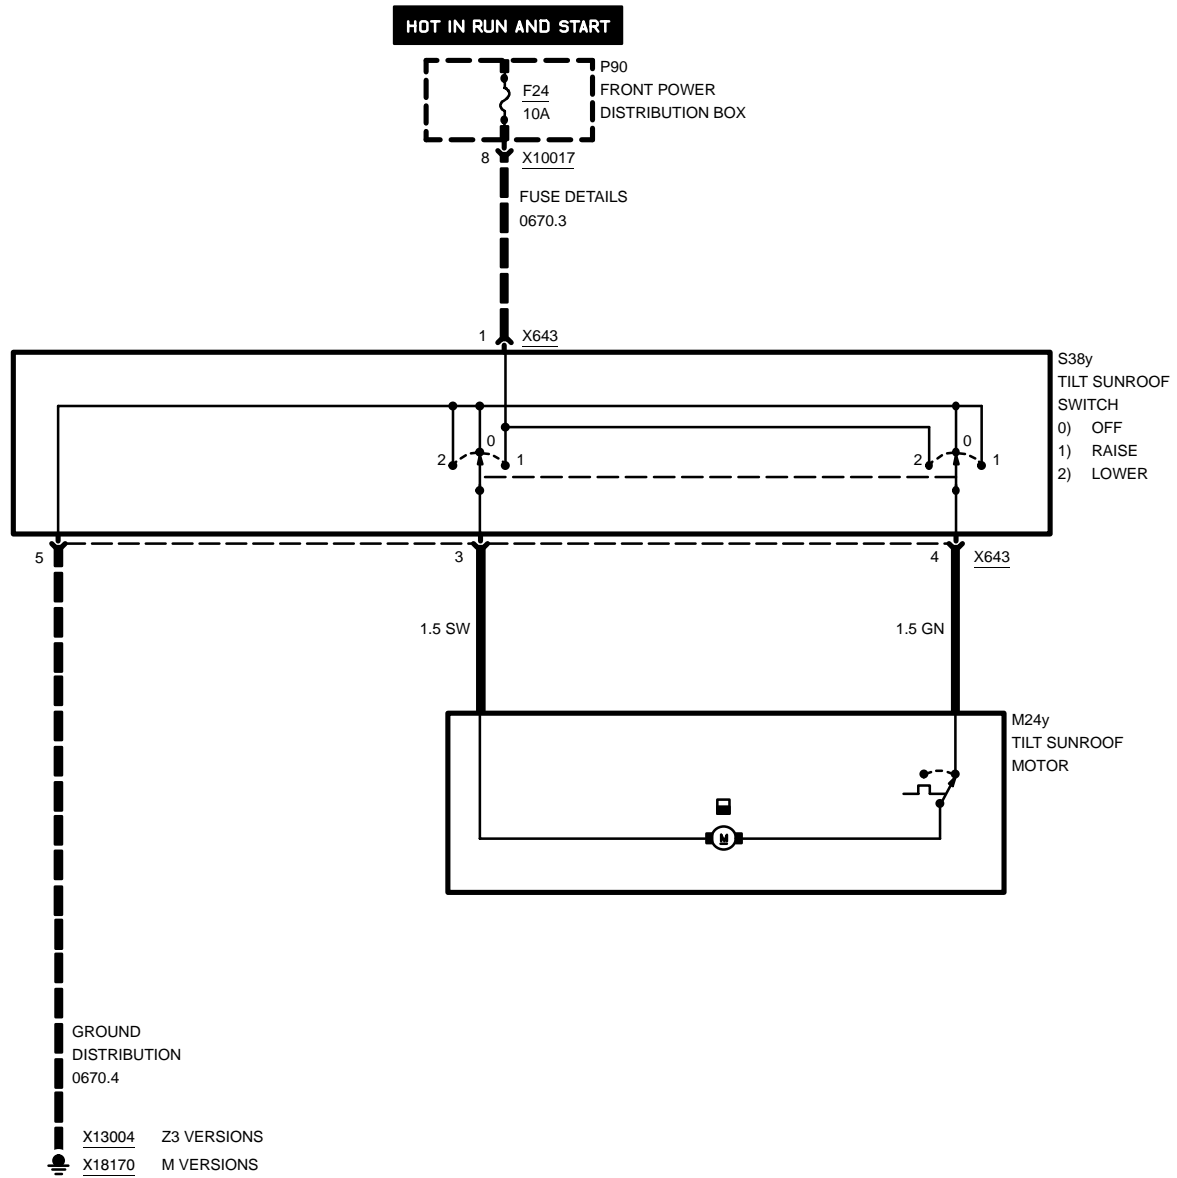 HOT IN RUN AND START
P90
FRONT POWER
DISTRIBUTION BOX
F24
10A
8 X10017
FUSE DETAILS
0670.3
1 X643
S38y
TILT SUNROOF
SWITCH
0) OFF
1) RAISE
2) LOWER
2 0 1
2 0 1
5 3 4 X643
1.5 SW 1.5 GN
M24y
TILT SUNROOF
MOTOR
M
GROUND
DISTRIBUTION
0670.4
X13004 Z3 VERSIONS
X18170 M VERSIONS